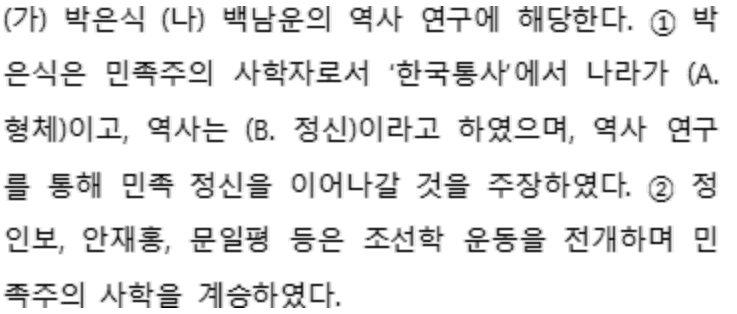 (가) 박은식 (나) 백남운의 역사 연구에 해당한다. ① 박
은식은 민족주의 사학자로서 '한국통사'에서 나라가 (A.
형체)이고, 역사는 (B. 정신)이라고 하였으며, 역사 연구
를 통해 민족 정신을 이어나갈 것을 주장하였다. ② 정
인보, 안재홍, 문일평 등은 조선학 운동을 전개하며 민
족주의 사학을 계승하였다.